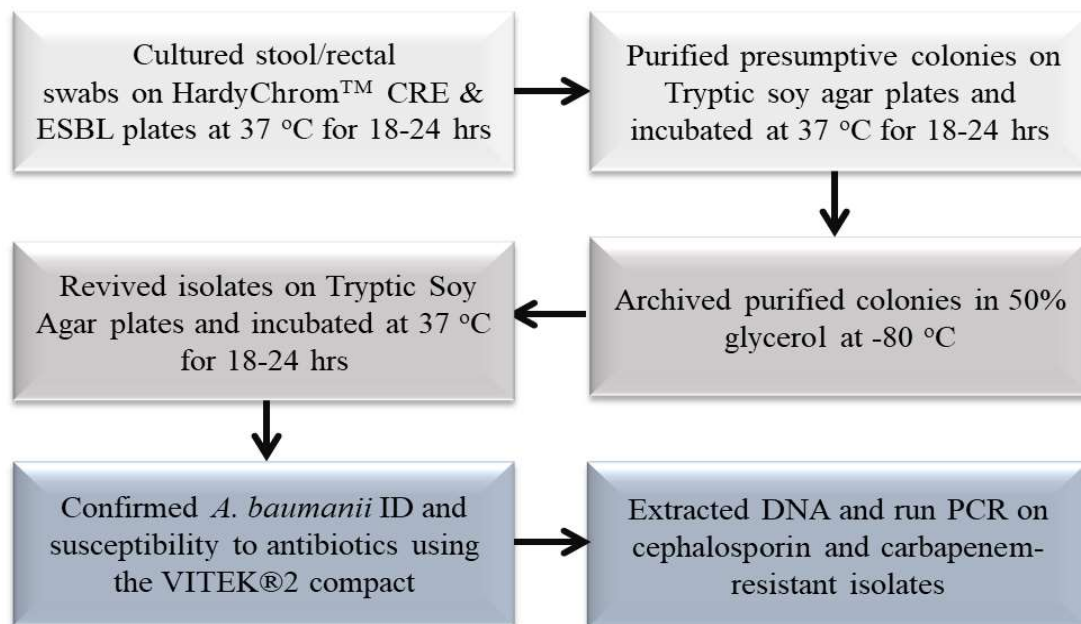 Cultured stool/rectal
swabs on HardyChrom™ CRE &
ESBL plates at 37 °C for 18-24 hrs
Purified presumptive colonies on
Tryptic soy agar plates and
incubated at 37 °C for 18-24 hrs
Archived purified colonies in 50%
glycerol at -80 °C
Revived isolates on Tryptic Soy
Agar plates and incubated at 37 °C
for 18-24 hrs
Confirmed A. baumanii ID and
susceptibility to antibiotics using
the VITEK®2 compact
Extracted DNA and run PCR on
cephalosporin and carbapenem-
resistant isolates